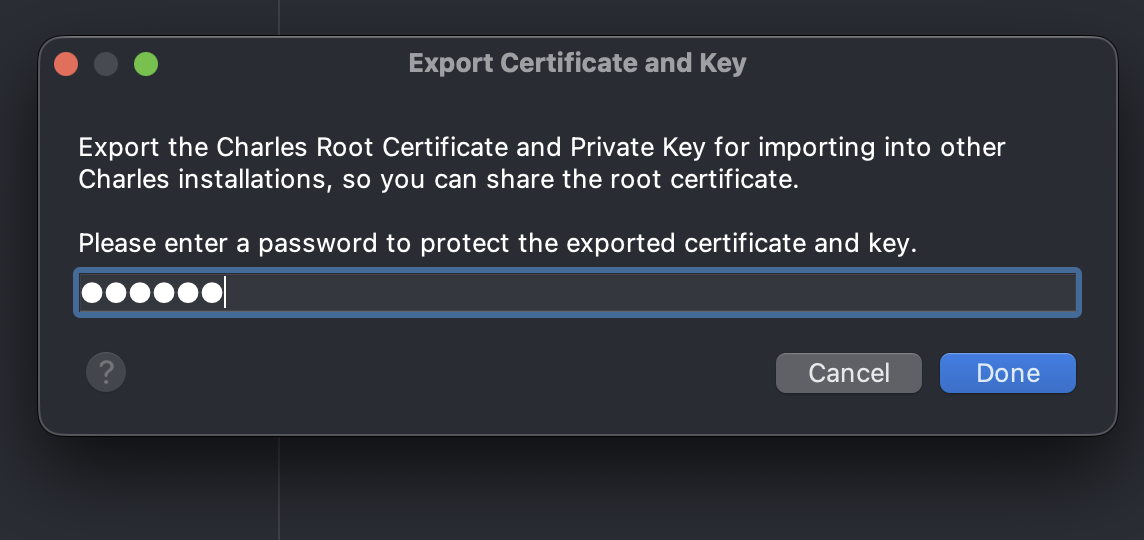 Export Certificate and Key
Export the Charles Root Certificate and Private Key for importing into other
Charles installations, so you can share the root certificate.
Please enter a password to protect the exported certificate and key.
●●●●●●
?
Cancel
Done